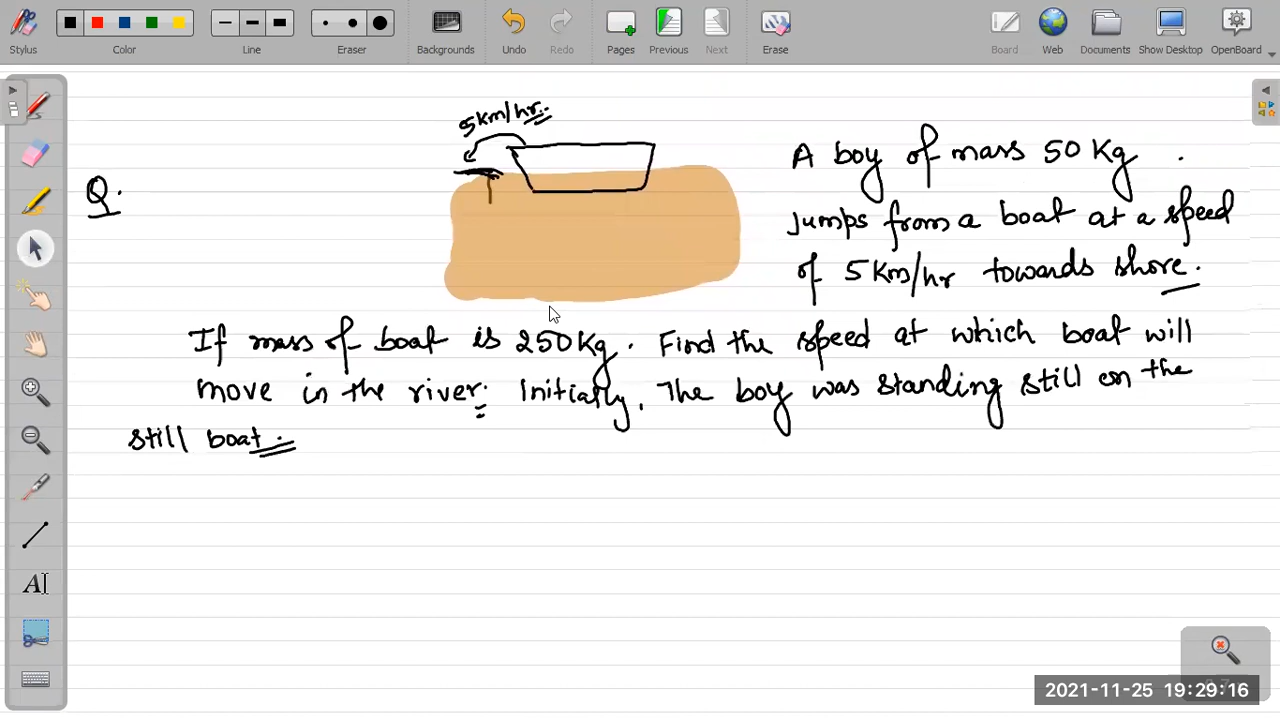 Stylus
Color
Line
Eraser
Backgrounds
Undo
Redo
Pages
Previous
Next
Erase
Board
Web
Documents
Show Desktop
OpenBoard
5km/hr.
Q.
A boy of mass 50 Kg .
jumps from a boat at a speed
of 5 Km/hr towards shore.
If mass of boat is 250Kg. Find the speed at which boat will
move in the river. Initially, The boy was standing still on the
still boat.
AI
2021-11-25 19:29:16